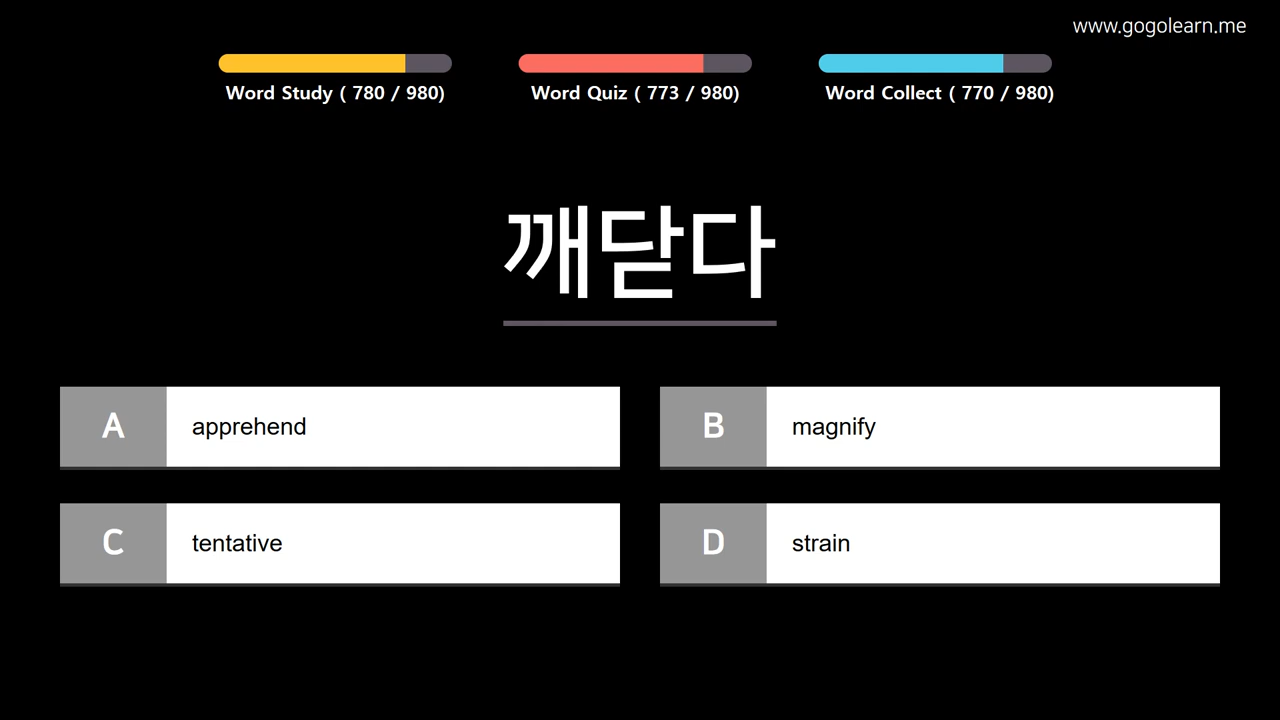 www.gogolearn.me
Word Study ( 780 / 980)
Word Quiz ( 773 / 980)
Word Collect ( 770 / 980)
깨닫다
A apprehend
B magnify
C tentative
D strain